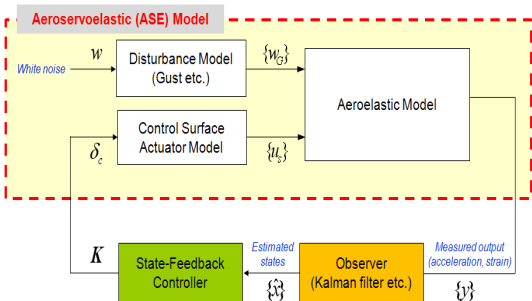 Aeroservoelastic (ASE) Model
w
White noise
Disturbance Model
(Gust etc.)
{w_G}
Aeroelastic Model
δ_c
Control Surface
Actuator Model
{u_s}
K
State-Feedback
Controller
Estimated
states
{x̂}
Observer
(Kalman filter etc.)
Measured output
(acceleration, strain)
{y}